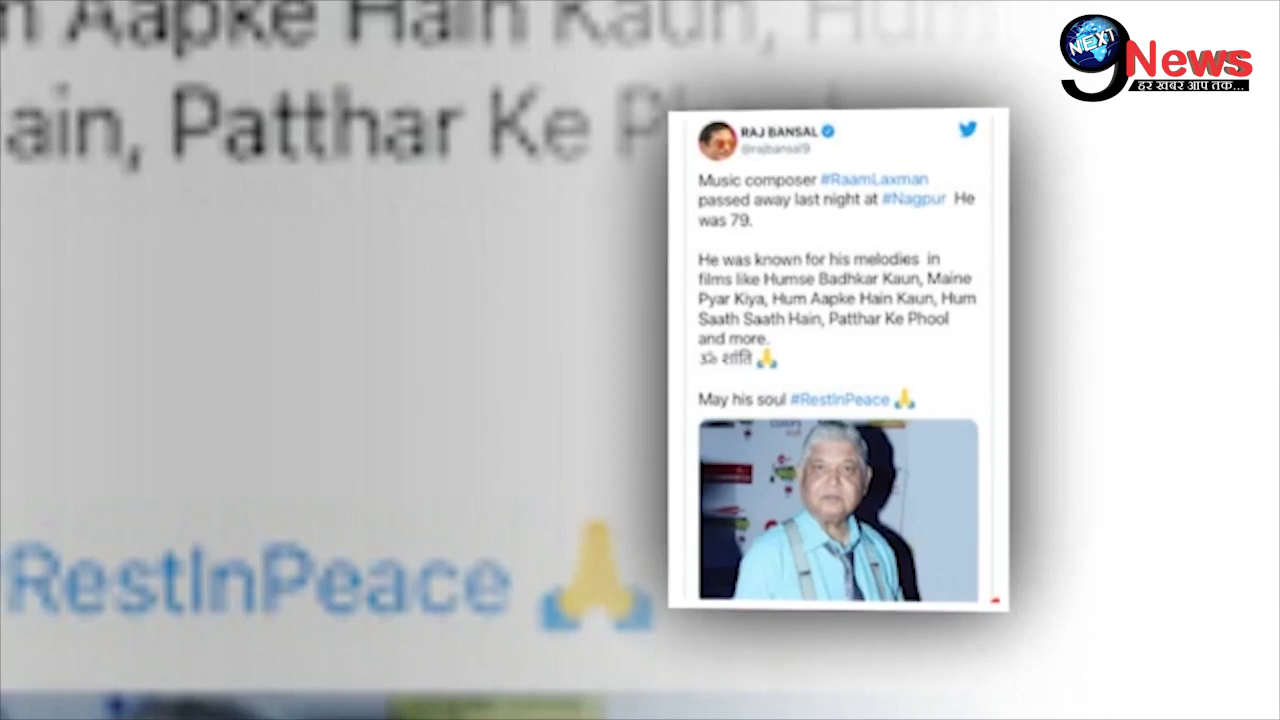 n Aapke Hain Kaun, Hum
ain, Patthar Ke P
RestInPeace
NEXT
9 News
हर खबर आप तक...
RAJ BANSAL
@rajbansal9
Music composer #RaamLaxman
passed away last night at #Nagpur He
was 79.
He was known for his melodies in
films like Humse Badhkar Kaun, Maine
Pyar Kiya, Hum Aapke Hain Kaun, Hum
Saath Saath Hain, Patthar Ke Phool
and more.
ॐ शांति 🙏
May his soul #RestInPeace 🙏
colors